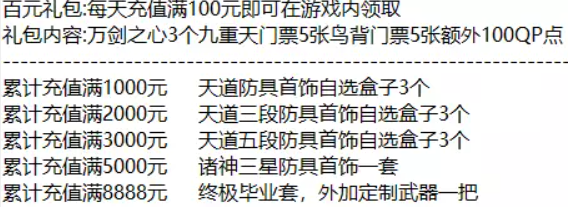 百元礼包:每天充值满100元即可在游戏内领取
礼包内容:万剑之心3个九重天门票5张鸟背门票5张额外100QP点
--------------------------------------------------------------------------------
累计充值满1000元 天道防具首饰自选盒子3个
累计充值满2000元 天道三段防具首饰自选盒子3个
累计充值满3000元 天道五段防具首饰自选盒子3个
累计充值满5000元 诸神三星防具首饰一套
累计充值满8888元 终极毕业套，外加定制武器一把